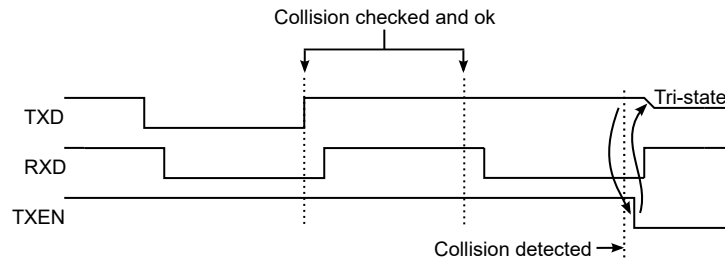 Collision checked and ok
Tri-state
TXD
RXD
TXEN
Collision detected